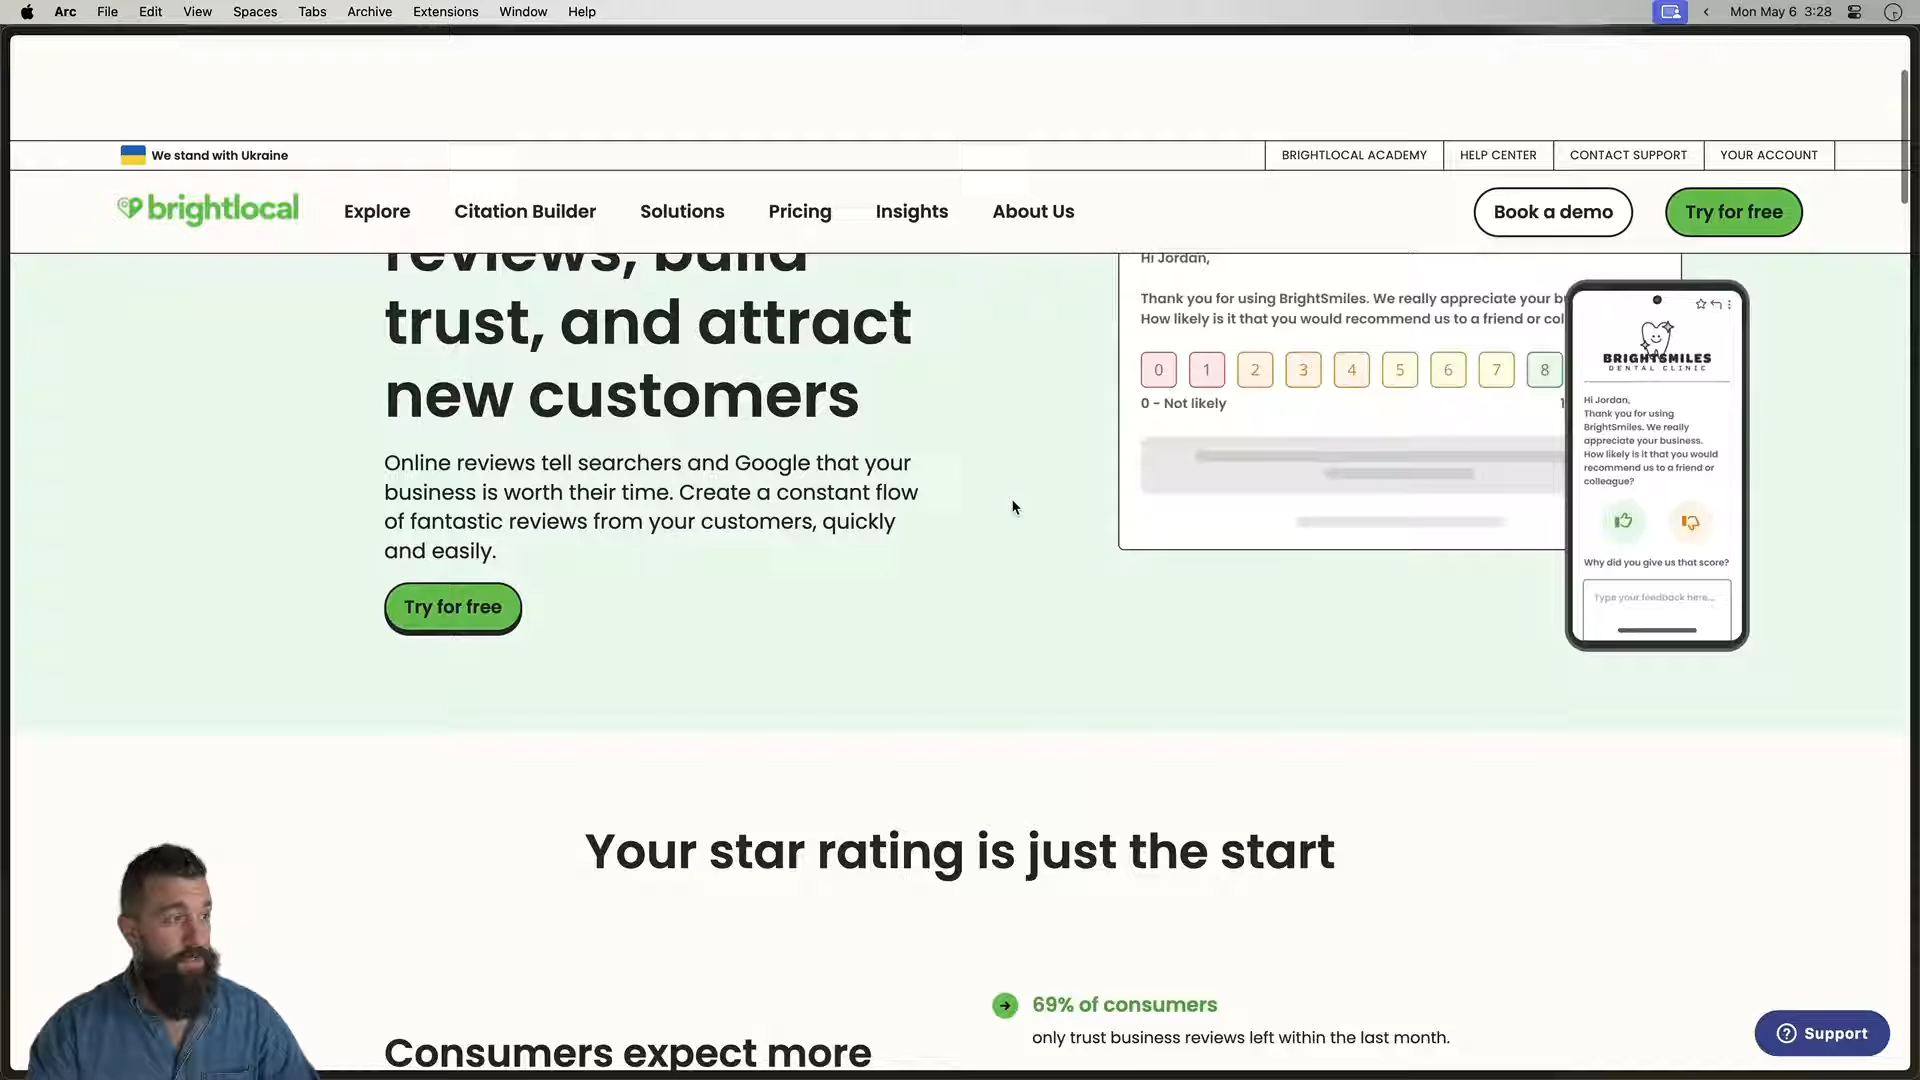 Arc File Edit View Spaces Tabs Archive Extensions Window Help
Mon May 6 3:28
We stand with Ukraine
BRIGHTLOCAL ACADEMY
HELP CENTER
CONTACT SUPPORT
YOUR ACCOUNT
brightlocal
Explore
Citation Builder
Solutions
Pricing
Insights
About Us
Book a demo
Try for free
reviews, build
trust, and attract
new customers
Online reviews tell searchers and Google that your
business is worth their time. Create a constant flow
of fantastic reviews from your customers, quickly
and easily.
Try for free
Hi Jordan,
Thank you for using BrightSmiles. We really appreciate your
How likely is it that you would recommend us to a friend or
0 1 2 3 4 5 6 7 8
0 - Not likely
BRIGHTSMILES
DENTAL CLINIC
Hi Jordan,
Thank you for using
BrightSmiles. We really
appreciate your business.
How likely is it that you would
recommend us to a friend or
colleague?
Why did you give us that score?
Type your feedback here...
Your star rating is just the start
Consumers expect more
69% of consumers
only trust business reviews left within the last month.
Support